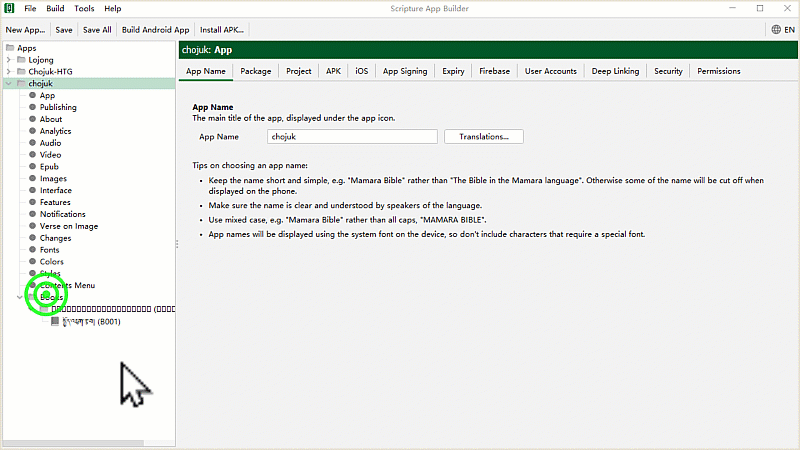 Scripture App Builder
File Build Tools Help
New App... Save Save All Build Android App Install APK... EN
Apps
Lojong
Chojuk-HTG
chojuk
App
Publishing
About
Analytics
Audio
Video
Epub
Images
Interface
Features
Notifications
Verse on Image
Changes
Fonts
Colors
Styles
Contents Menu
Books
(B001)
chojuk: App
App Name Package Project APK iOS App Signing Expiry Firebase User Accounts Deep Linking Security Permissions
App Name
The main title of the app, displayed under the app icon.
App Name chojuk Translations...
Tips on choosing an app name:
• Keep the name short and simple, e.g. "Mamara Bible" rather than "The Bible in the Mamara language". Otherwise some of the name will be cut off when
displayed on the phone.
• Make sure the name is clear and understood by speakers of the language.
• Use mixed case, e.g. "Mamara Bible" rather than all caps, "MAMARA BIBLE".
• App names will be displayed using the system font on the device, so don't include characters that require a special font.